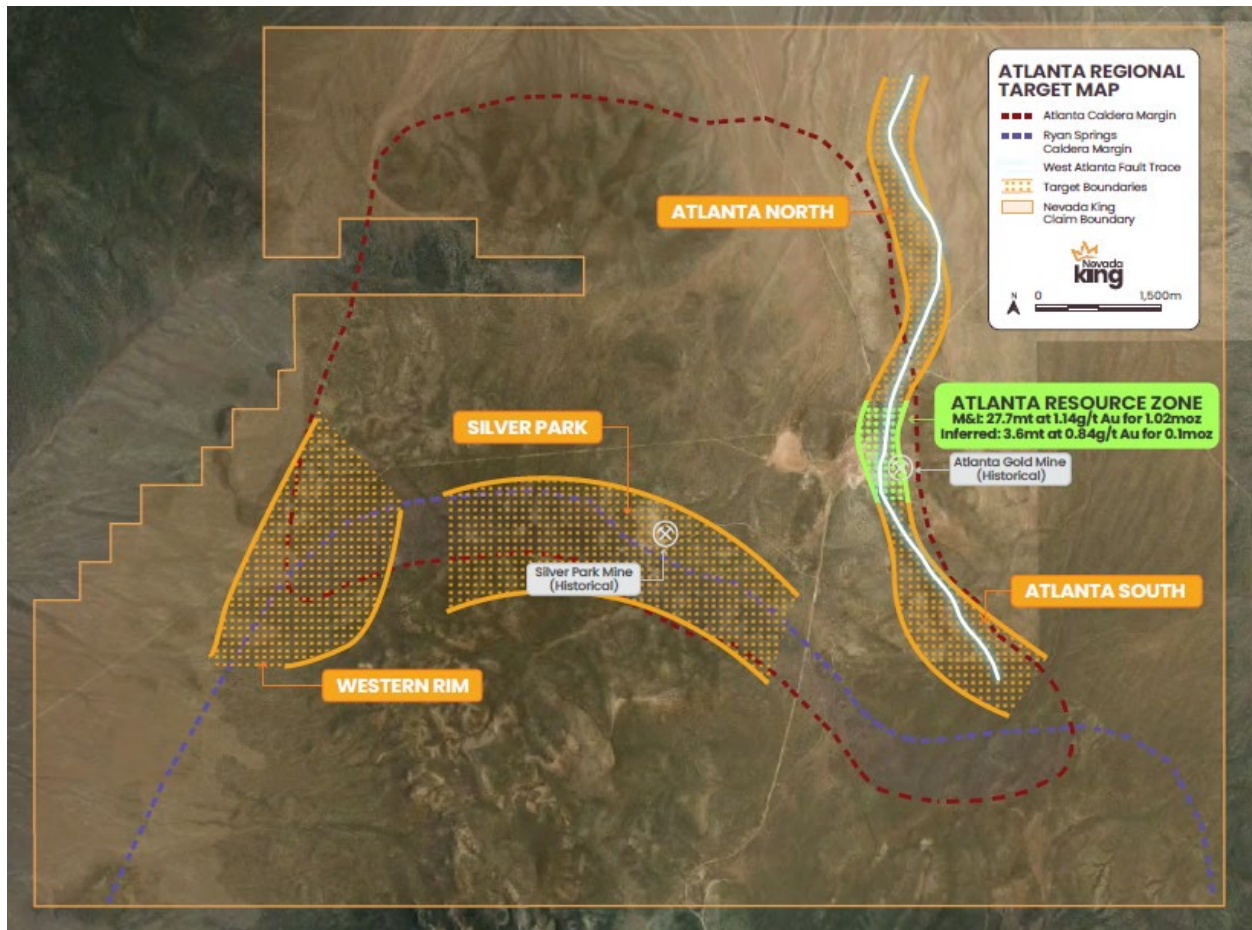 ATLANTA REGIONAL
TARGET MAP
Atlanta Caldera Margin
Ryan Springs
Caldera Margin
West Atlanta Fault Trace
Target Boundaries
Nevada King
Claim Boundary
Nevada
king
N
0 1,500m
ATLANTA NORTH
ATLANTA RESOURCE ZONE
M&I: 27.7mt at 1.14g/t Au for 1.02moz
Inferred: 3.6mt at 0.84g/t Au for 0.1moz
SILVER PARK
Atlanta Gold Mine
(Historical)
Silver Park Mine
(Historical)
ATLANTA SOUTH
WESTERN RIM